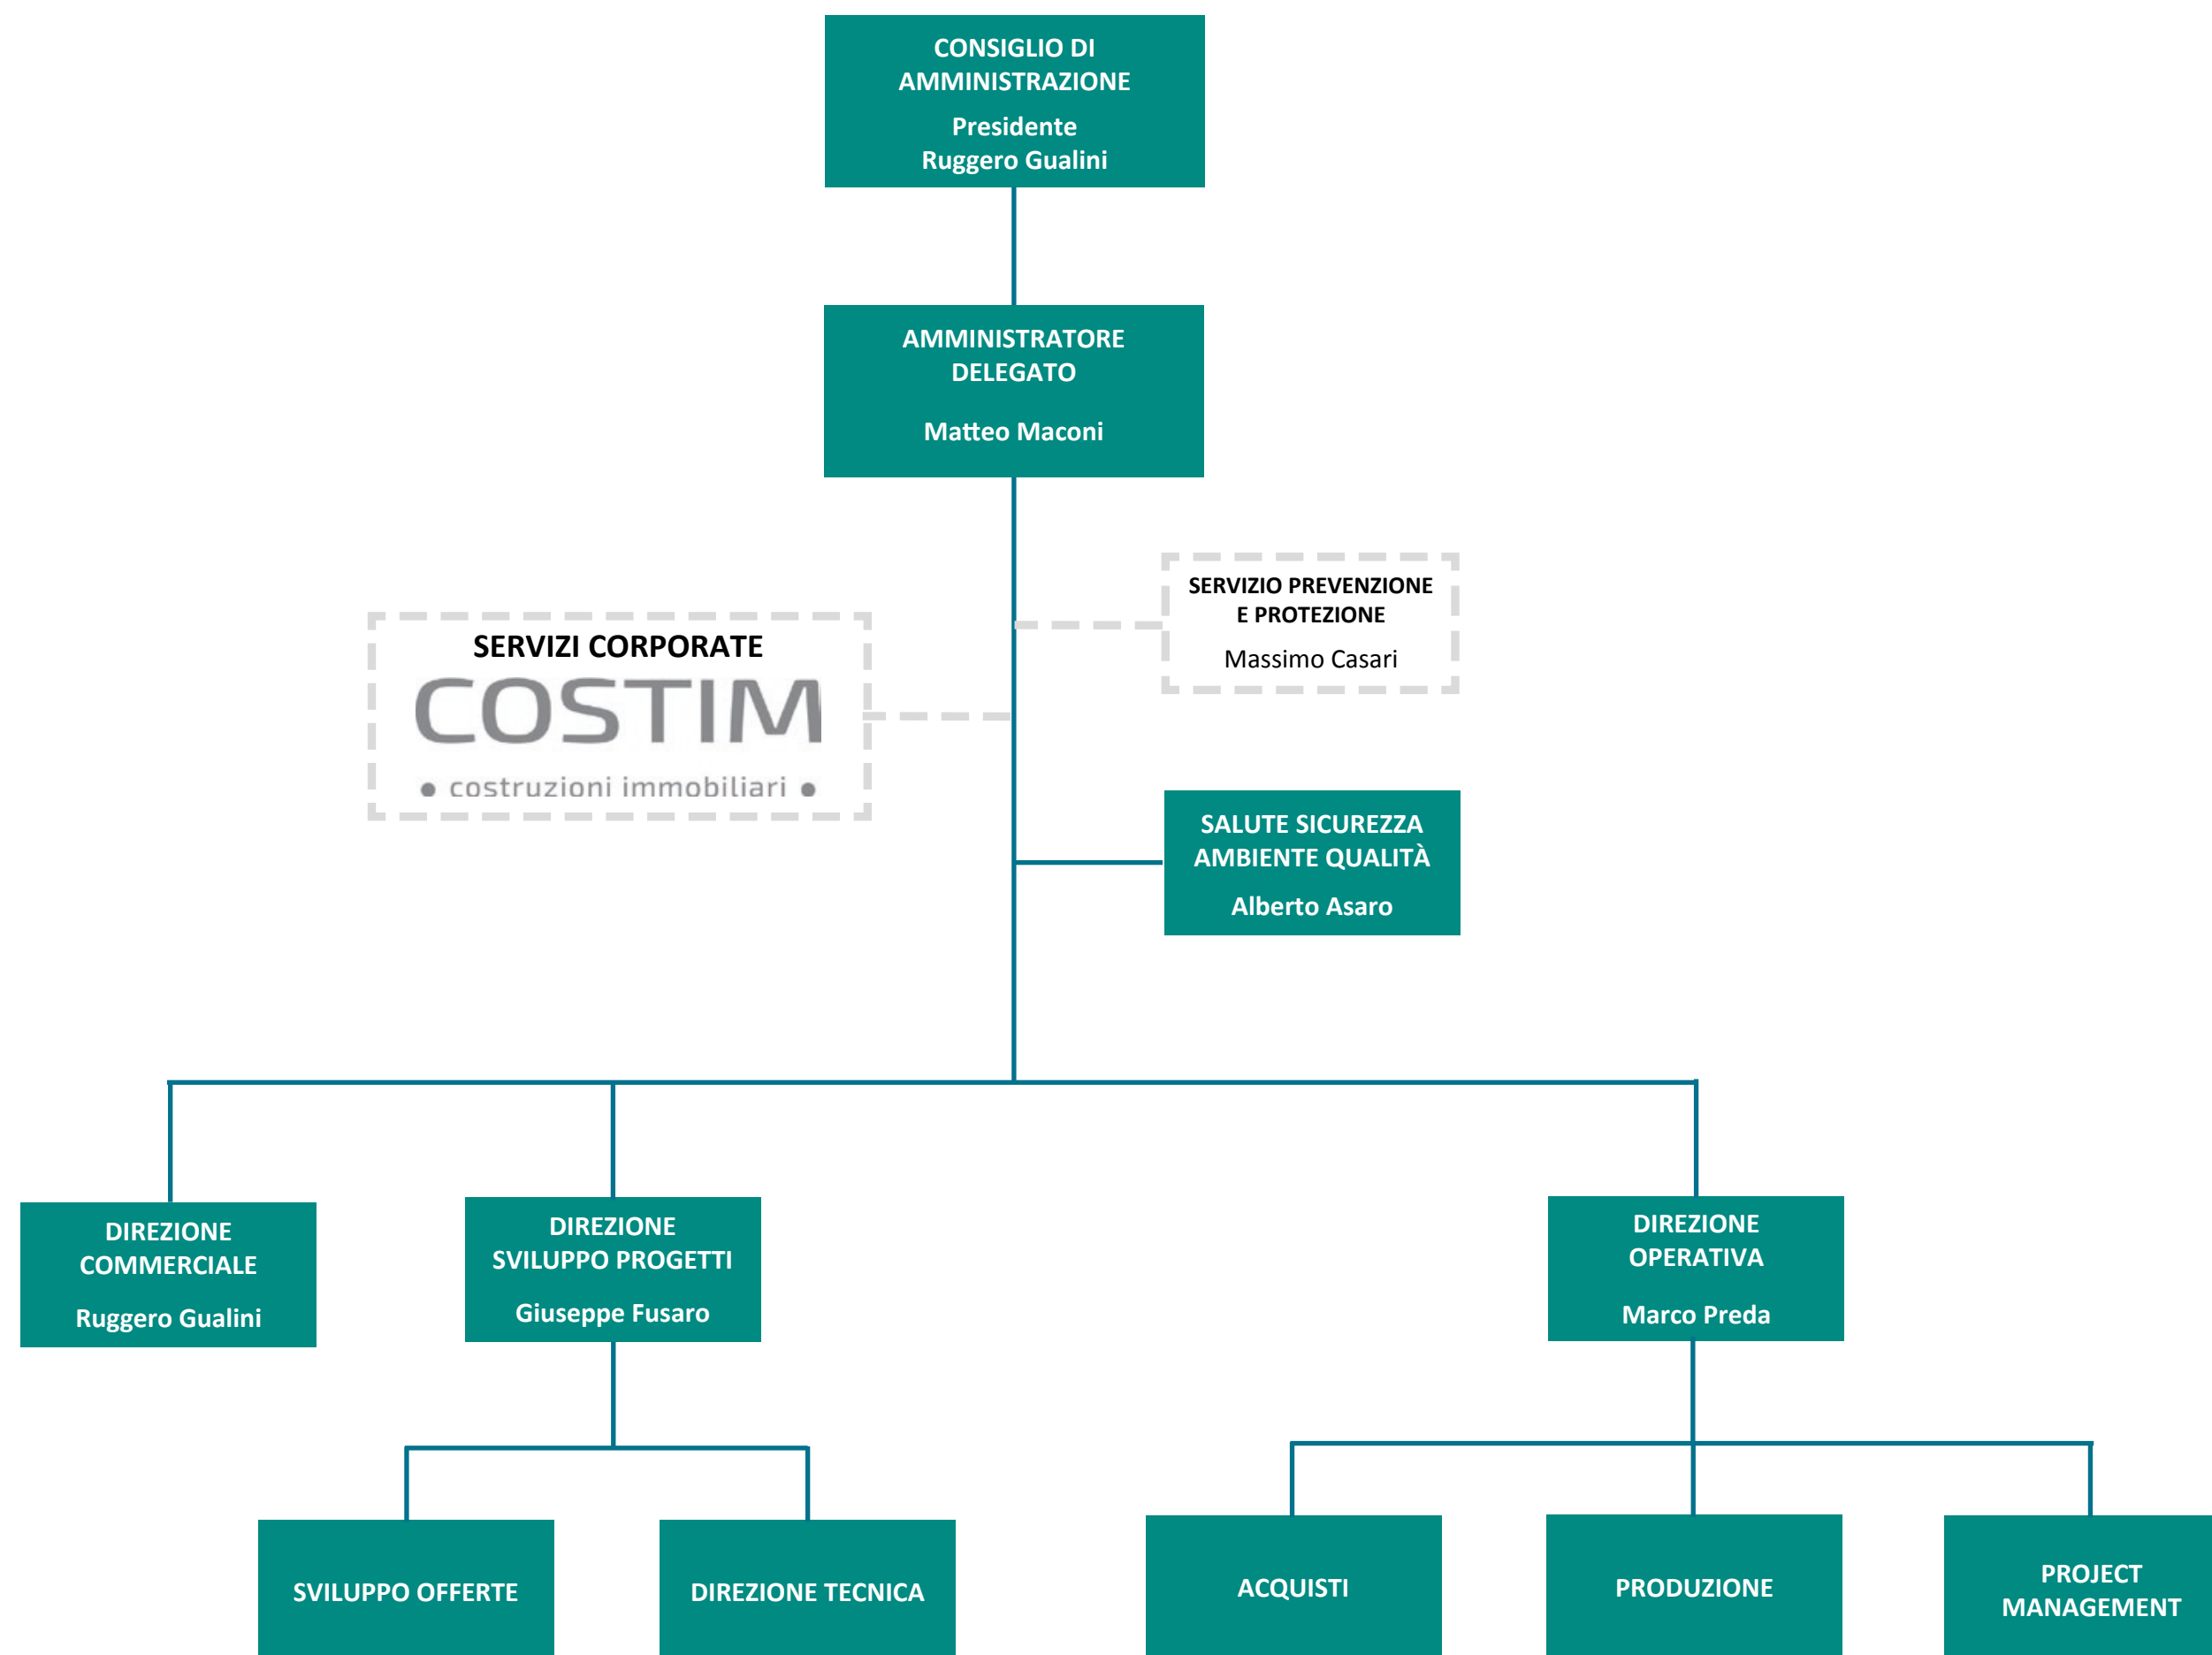 CONSIGLIO DI
AMMINISTRAZIONE
Presidente
Ruggero Gualini
AMMINISTRATORE
DELEGATO
Matteo Maconi
SERVIZIO PREVENZIONE
E PROTEZIONE
Massimo Casari
SERVIZI CORPORATE
COSTIM
• costruzioni immobiliari •
SALUTE SICUREZZA
AMBIENTE QUALITÀ
Alberto Asaro
DIREZIONE
COMMERCIALE
Ruggero Gualini
DIREZIONE
SVILUPPO PROGETTI
Giuseppe Fusaro
DIREZIONE
OPERATIVA
Marco Preda
SVILUPPO OFFERTE
DIREZIONE TECNICA
ACQUISTI
PRODUZIONE
PROJECT
MANAGEMENT